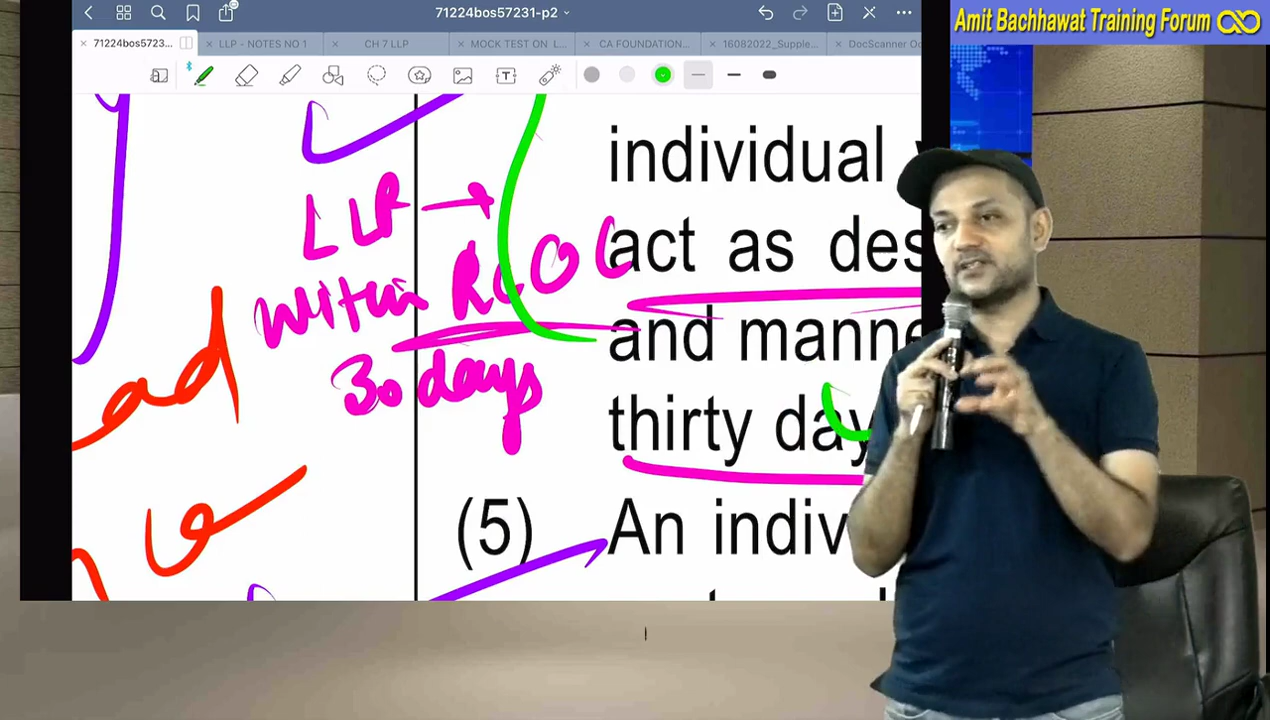 71224bos57231-p2
Amit Bachhawat Training Forum
71224bos5723...
LLP - NOTES NO 1
CH 7 LLP
MOCK TEST ON L...
CA FOUNDATION...
16082022_Supple...
DocScanner Oc
individual
LLP →
act as des
within ROC
and manne
30 days
thirty day
(5) An indiv